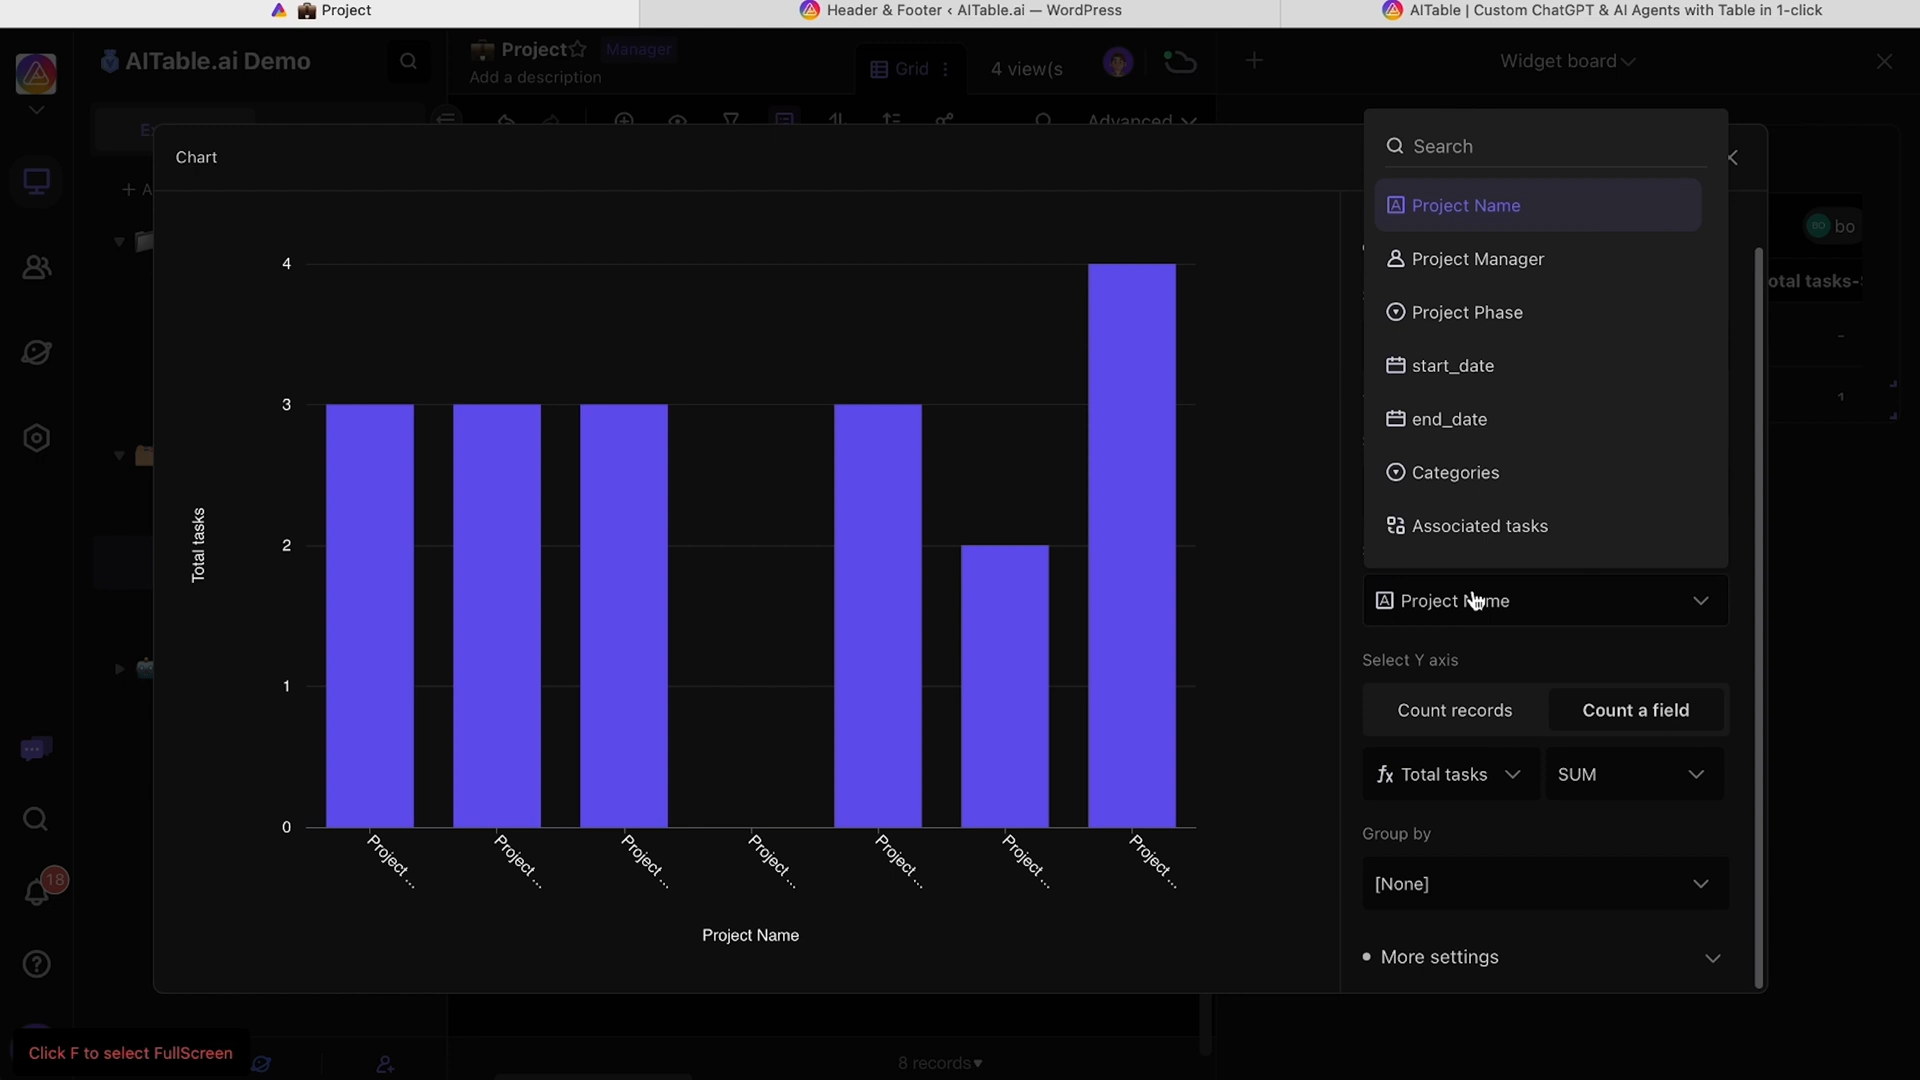 Project
Header & Footer ‹ AITable.ai — WordPress
AITable | Custom ChatGPT & AI Agents with Table in 1-click
AITable.ai Demo
Project
Manager
Add a description
Grid
4 view(s
Widget board
Advanced
Chart
4
3
2
1
0
Total tasks
Project ...
Project ...
Project ...
Project ...
Project ...
Project ...
Project ...
Project Name
Search
Project Name
Project Manager
Project Phase
start_date
end_date
Categories
Associated tasks
Project Name
Select Y axis
Count records
Count a field
fx Total tasks
SUM
Group by
[None]
More settings
BO bo
otal tasks-
-
1
18
Click F to select FullScreen
8 records